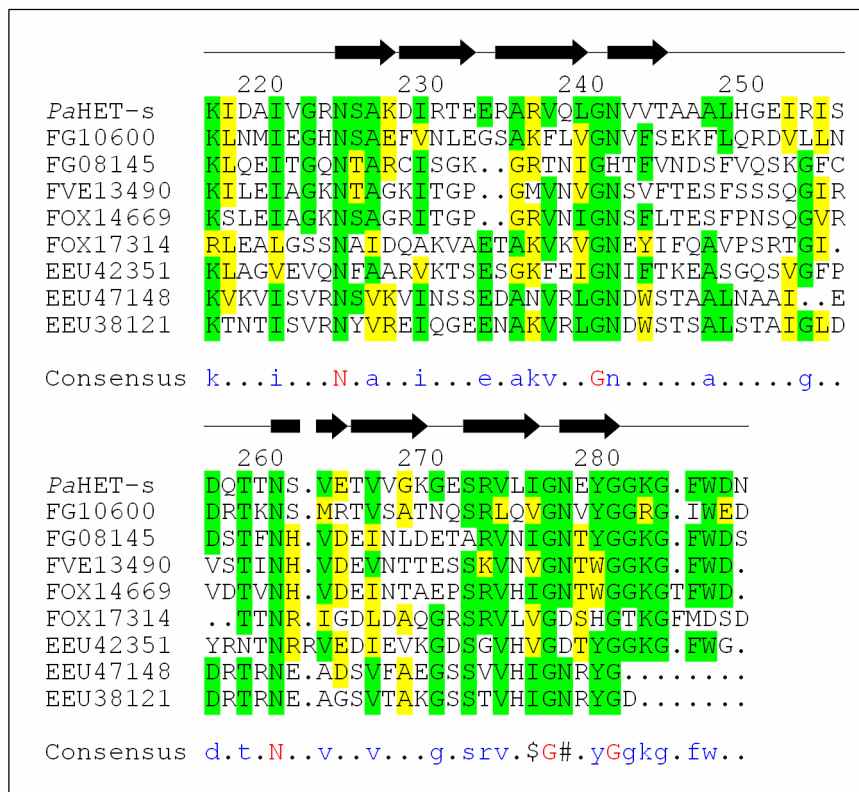 220 230 240 250
PaHET-s KIDAIVGRNSAKDIRTEERARVQLGNVVTAAALHGEIRIS
FG10600 KLNMIEGHNSAEFVNLEGSAKFLVGNVFSEKFLQRDVLLN
FG08145 KLQEITGQNTARCISGK..GRTNIGHTFVNDSFVQSKGFC
FVE13490 KILEIAGKNTAGKITGP..GMVNVGNSVFTESFSSSQGIR
FOX14669 KSLEIAGKNSAGRITGP..GRVNIGNSFLTESFPNSQGVR
FOX17314 RLEALGSSNAIDQAKVAETAKVKVGNEYIFQAVPSRTGI.
EEU42351 KLAGVEVQNFAARVKTSESGKFEIGNIFTKEASGQSVGFP
EEU47148 KVKVISVRNSVKVINSSEDANVRLGNDWSTAALNAAI..E
EEU38121 KTNTISVRNYVREIQGEENAKVRLGNDWSTSALSTAIGLD
Consensus k...i...N.a..i...e.akv..Gn.....a.....g..
260 270 280
PaHET-s DQTTNS.VETVVGKGESRVLIGNEYGGKG.FWDN
FG10600 DRTKNS.MRTVSATNQSRLQVGNVYGGRG.IWED
FG08145 DSTFNH.VDEINLDETARVNIGNTYGGKG.FWDS
FVE13490 VSTINH.VDEVNTTESSKVNVGNTWGGKG.FWD.
FOX14669 VDTVNH.VDEINTAEPSRVHIGNTWGGKGTFWD.
FOX17314 ..TTNR.IGDLDAQGRSRVLVGDSHGTKGFMDSD
EEU42351 YRNTNRRVEDIEVKGDSGVHVGDTYGGKG.FWG.
EEU47148 DRTRNE.ADSVFAEGSSVVHIGNRYG........
EEU38121 DRTRNE.AGSVTAKGSSTVHIGNRYGD.......
Consensus d.t.N..v..v...g.srv.$G#.yGgkg.fw..